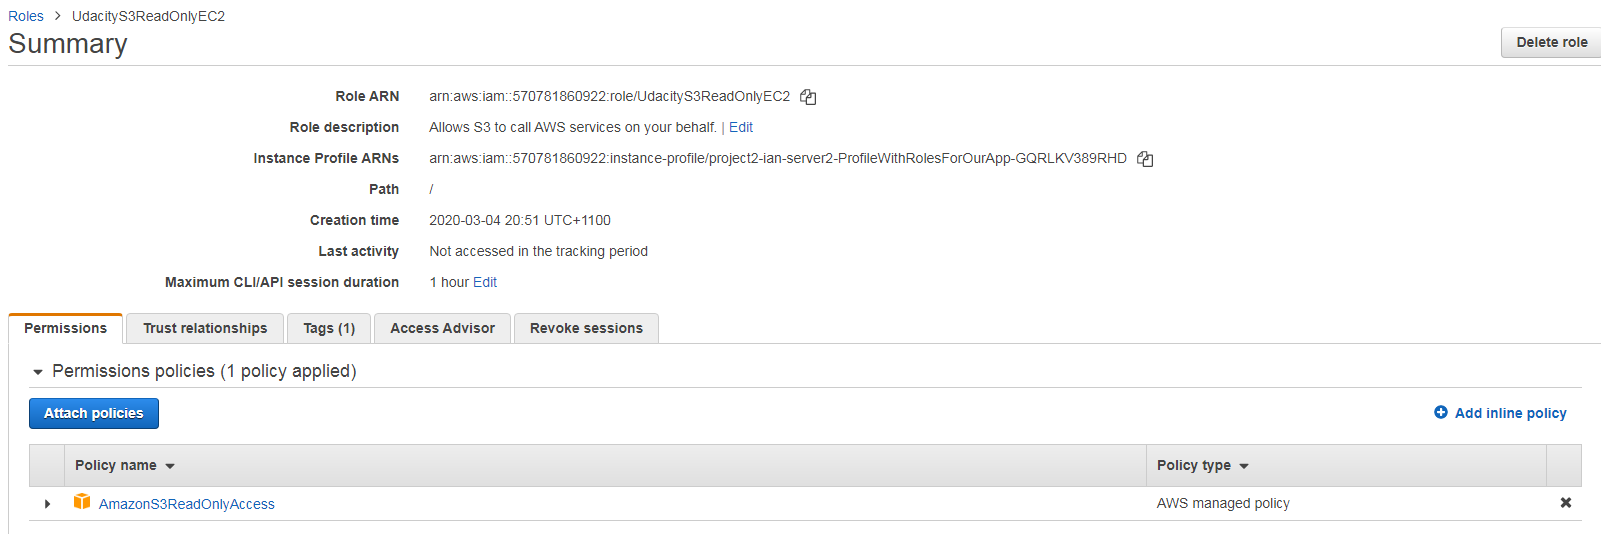 Roles > UdacityS3ReadOnlyEC2
Summary
Delete role
Role ARN arn:aws:iam::570781860922:role/UdacityS3ReadOnlyEC2
Role description Allows S3 to call AWS services on your behalf. | Edit
Instance Profile ARNs arn:aws:iam::570781860922:instance-profile/project2-ian-server2-ProfileWithRolesForOurApp-GQRLKV389RHD
Path /
Creation time 2020-03-04 20:51 UTC+1100
Last activity Not accessed in the tracking period
Maximum CLI/API session duration 1 hour Edit
Permissions Trust relationships Tags (1) Access Advisor Revoke sessions
Permissions policies (1 policy applied)
Attach policies Add inline policy
Policy name Policy type
AmazonS3ReadOnlyAccess AWS managed policy